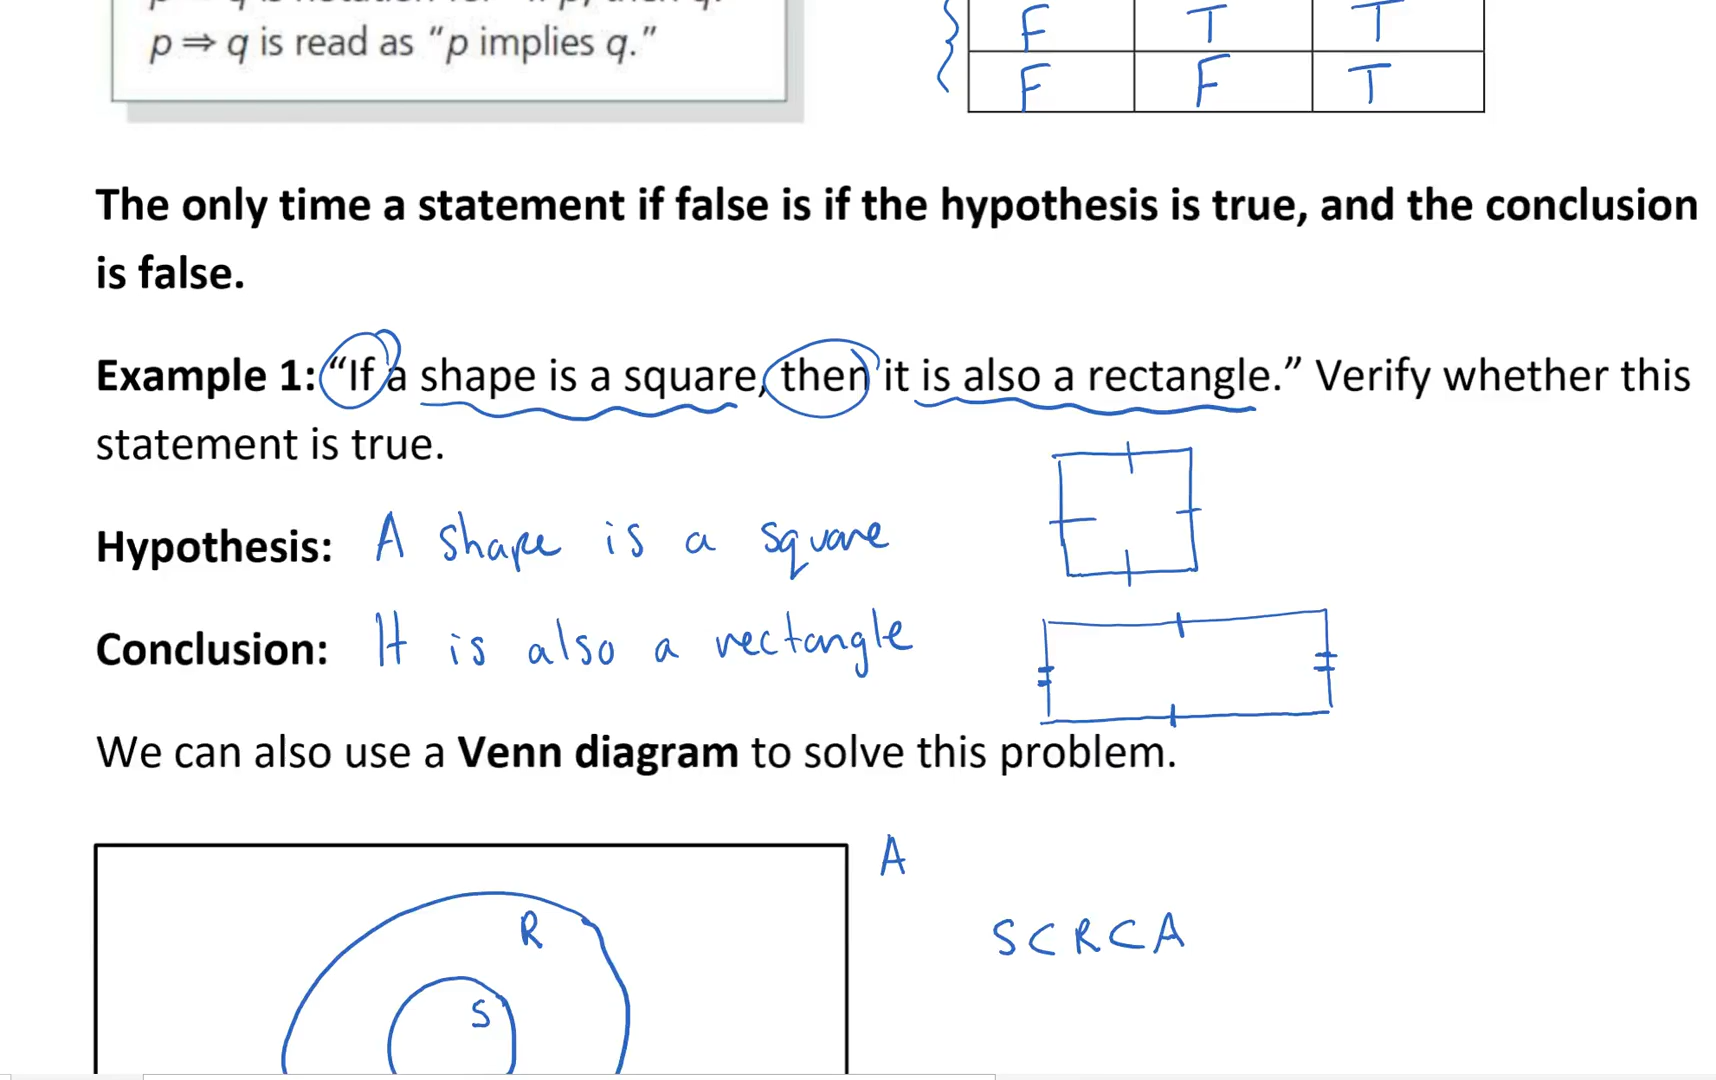 p ⇒ q is read as “p implies q.”
F T T
F F T
The only time a statement if false is if the hypothesis is true, and the conclusion
is false.
Example 1: “If a shape is a square, then it is also a rectangle.” Verify whether this
statement is true.
Hypothesis: A shape is a square
Conclusion: It is also a rectangle
We can also use a Venn diagram to solve this problem.
A
R
S
S ⊂ R ⊂ A